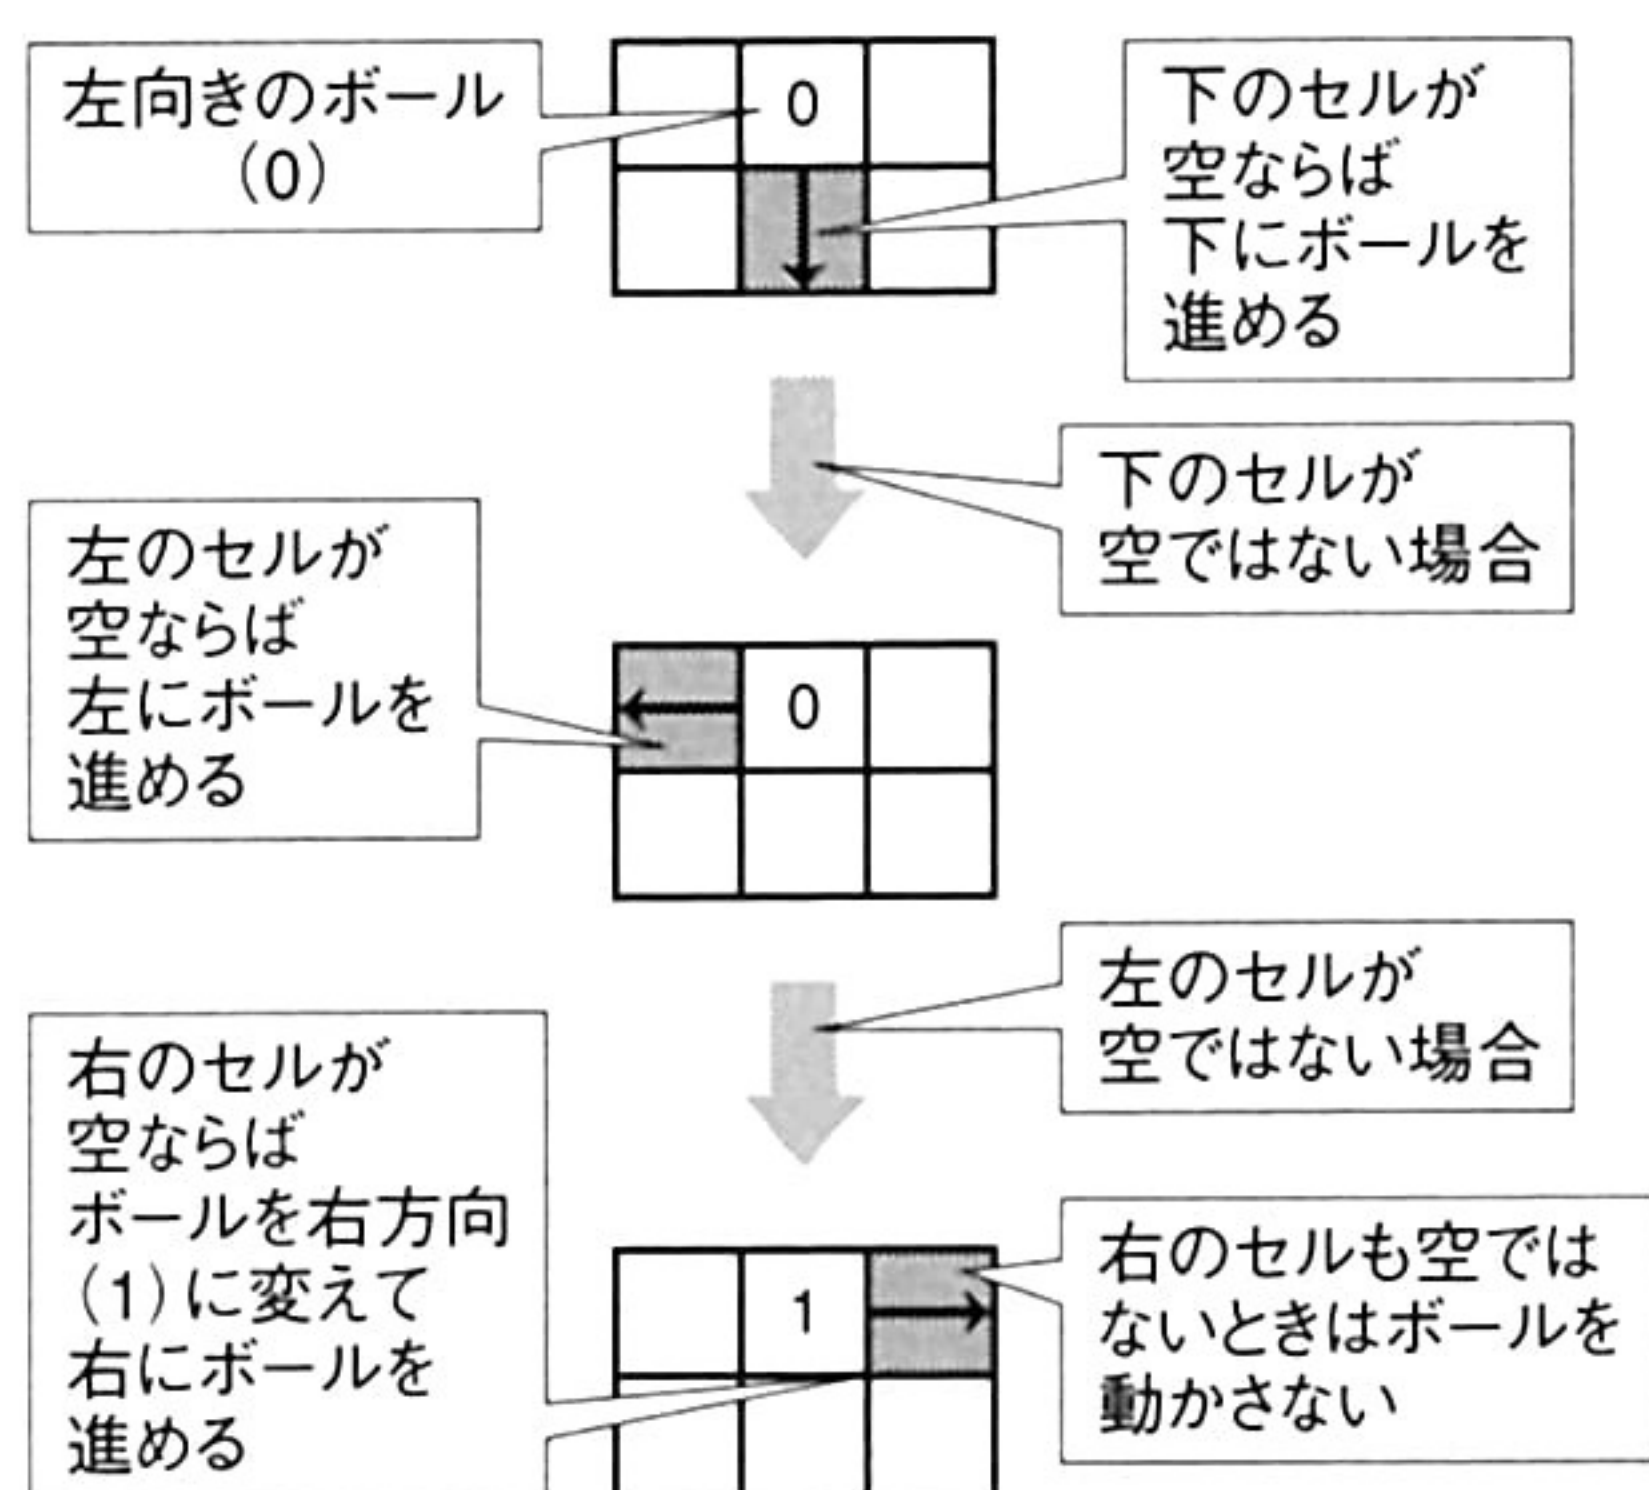 左向きのボール
(0)
0
下のセルが
空ならば
下にボールを
進める
下のセルが
空ではない場合
左のセルが
空ならば
左にボールを
進める
0
左のセルが
空ではない場合
右のセルが
空ならば
ボールを右方向
(1)に変えて
右にボールを
進める
1
右のセルも空では
ないときはボールを
動かさない